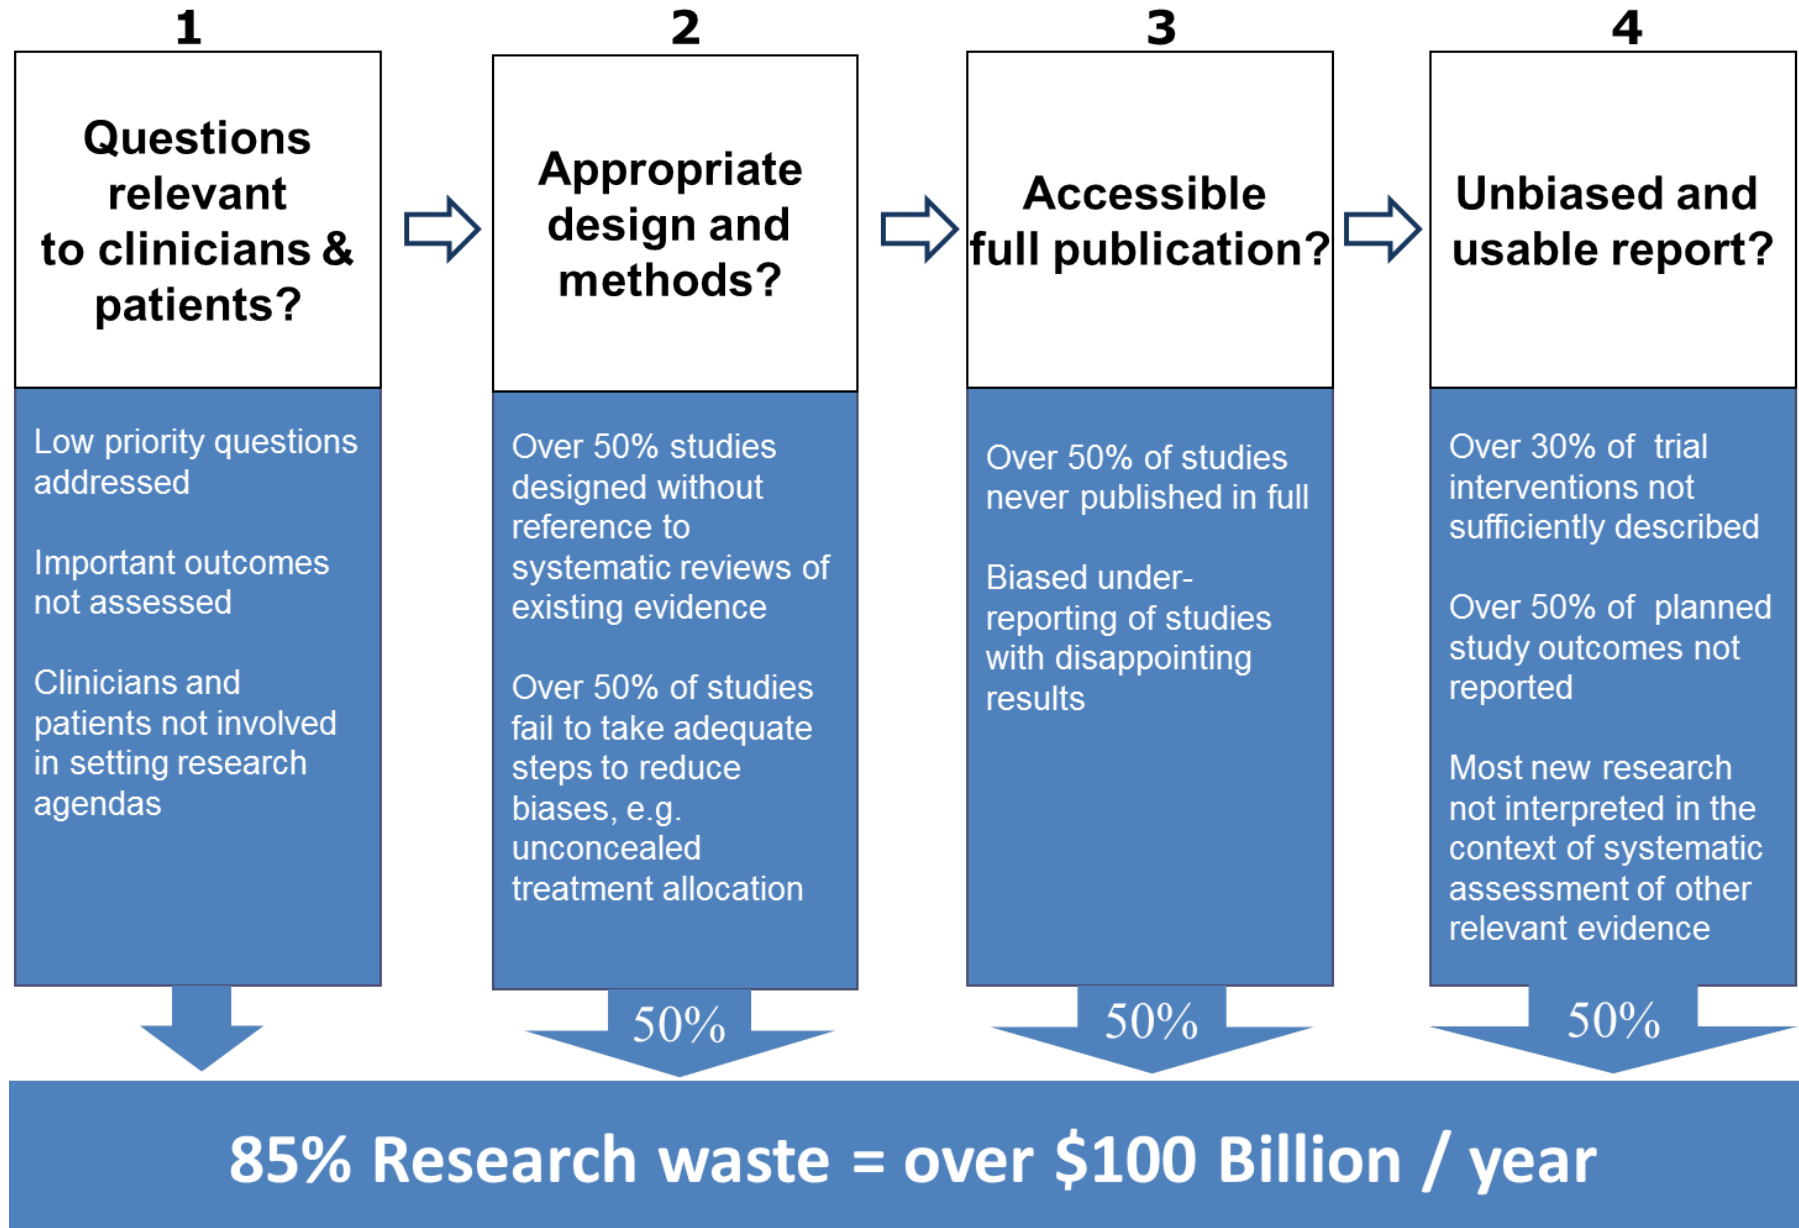 1
Questions
relevant
to clinicians &
patients?
Low priority questions
addressed
Important outcomes
not assessed
Clinicians and
patients not involved
in setting research
agendas
2
Appropriate
design and
methods?
Over 50% studies
designed without
reference to
systematic reviews of
existing evidence
Over 50% of studies
fail to take adequate
steps to reduce
biases, e.g.
unconcealed
treatment allocation
50%
3
Accessible
full publication?
Over 50% of studies
never published in full
Biased under-
reporting of studies
with disappointing
results
50%
4
Unbiased and
usable report?
Over 30% of  trial
interventions not
sufficiently described
Over 50% of  planned
study outcomes not
reported
Most new research
not interpreted in the
context of systematic
assessment of other
relevant evidence
50%
85% Research waste = over $100 Billion / year